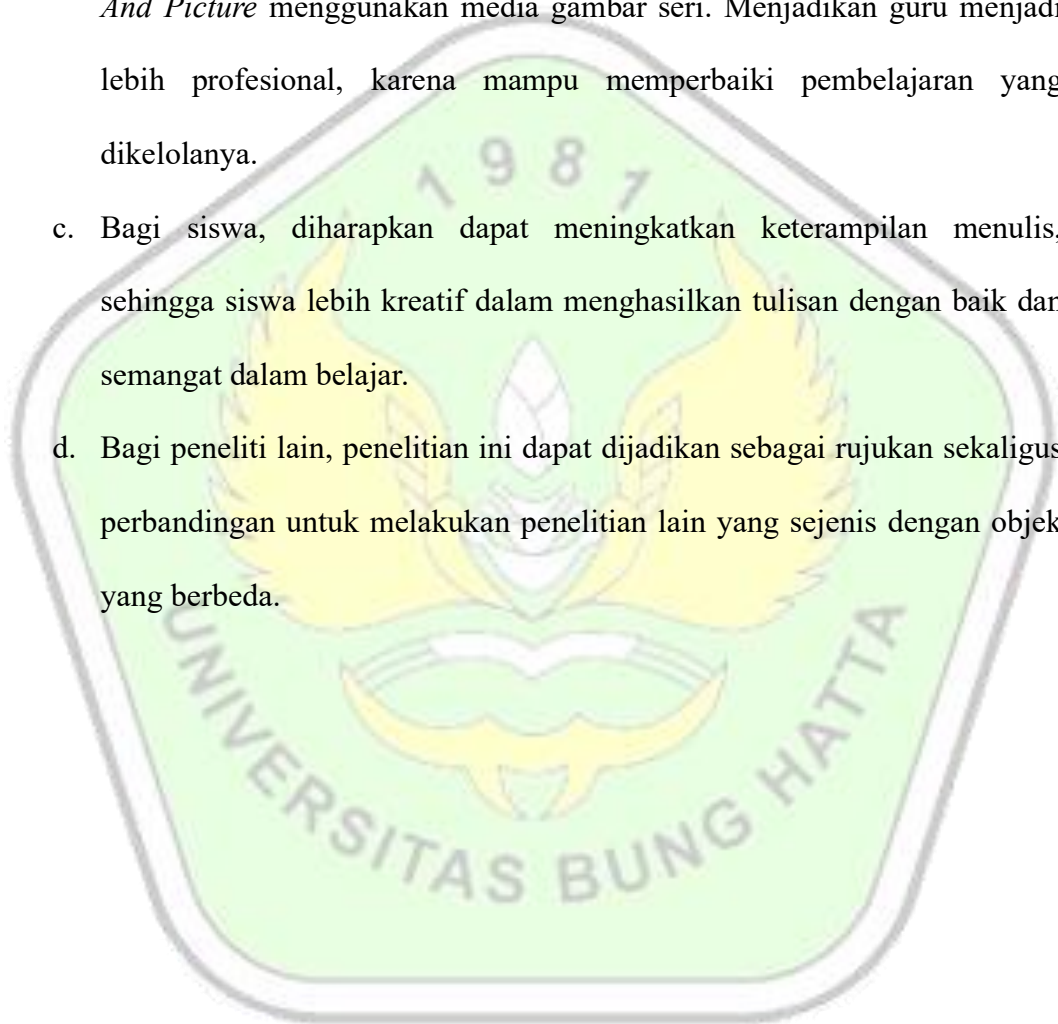 And Picture menggunakan media gambar seri. Menjadikan guru menjadi
lebih profesional, karena mampu memperbaiki pembelajaran yang
dikelolanya.
c. Bagi siswa, diharapkan dapat meningkatkan keterampilan menulis,
sehingga siswa lebih kreatif dalam menghasilkan tulisan dengan baik dan
semangat dalam belajar.
d. Bagi peneliti lain, penelitian ini dapat dijadikan sebagai rujukan sekaligus
perbandingan untuk melakukan penelitian lain yang sejenis dengan objek
yang berbeda.
1981
UNIVERSITAS BUNG HATTA